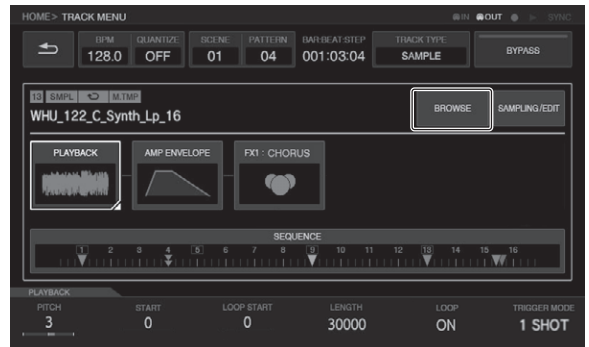 HOME> TRACK MENU IN OUT SYNC
BPM QUANTIZE SCENE PATTERN BAR:BEAT:STEP TRACK TYPE
128.0 OFF 01 04 001:03:04 SAMPLE BYPASS
13 SMPL M.TMP
WHU_122_C_Synth_Lp_16 BROWSE SAMPLING/EDIT
PLAYBACK AMP ENVELOPE FX1 : CHORUS
SEQUENCE
1 2 3 4 5 6 7 8 9 10 11 12 13 14 15 16
PLAYBACK
PITCH START LOOP START LENGTH LOOP TRIGGER MODE
3 0 0 30000 ON 1 SHOT